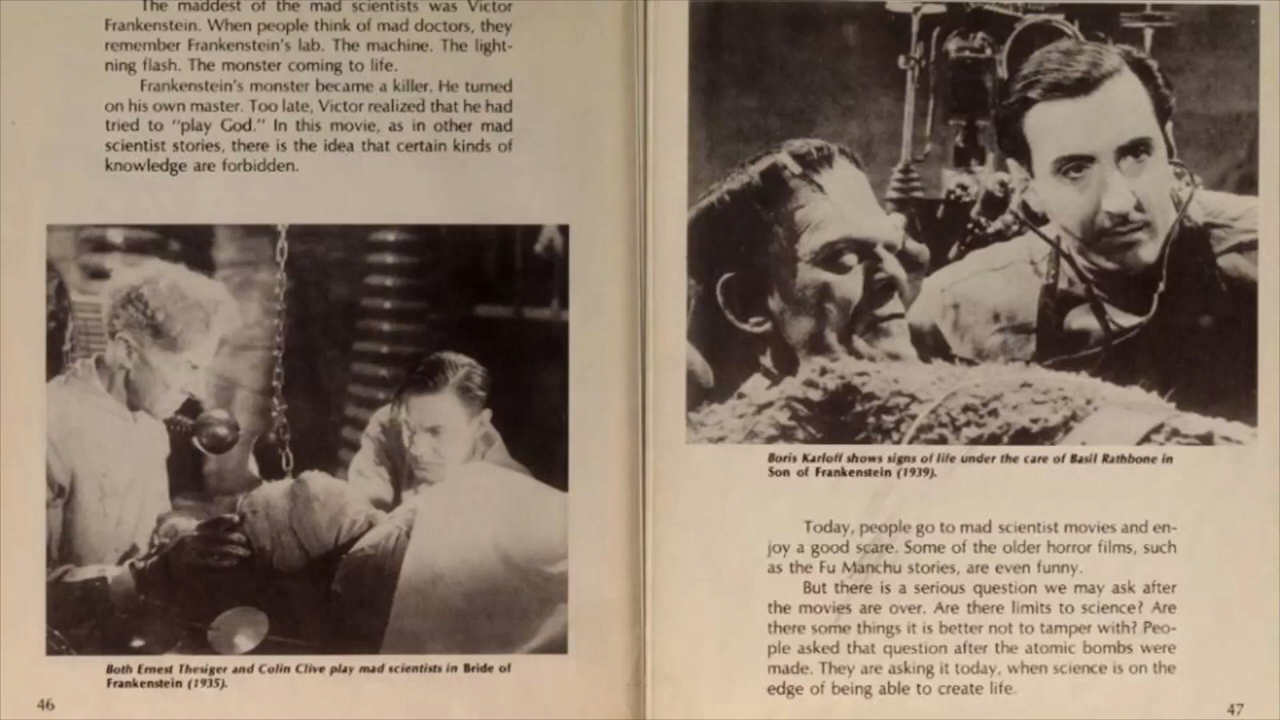 The maddest of the mad scientists was Victor
Frankenstein. When people think of mad doctors, they
remember Frankenstein's lab. The machine. The light-
ning flash. The monster coming to life.
Frankenstein's monster became a killer. He turned
on his own master. Too late, Victor realized that he had
tried to "play God." In this movie, as in other mad
scientist stories, there is the idea that certain kinds of
knowledge are forbidden.
Both Ernest Thesiger and Colin Clive play mad scientists in Bride of
Frankenstein (1935).
46
Boris Karloff shows signs of life under the care of Basil Rathbone in
Son of Frankenstein (1939).
Today, people go to mad scientist movies and en-
joy a good scare. Some of the older horror films, such
as the Fu Manchu stories, are even funny.
But there is a serious question we may ask after
the movies are over. Are there limits to science? Are
there some things it is better not to tamper with? Peo-
ple asked that question after the atomic bombs were
made. They are asking it today, when science is on the
edge of being able to create life.
47